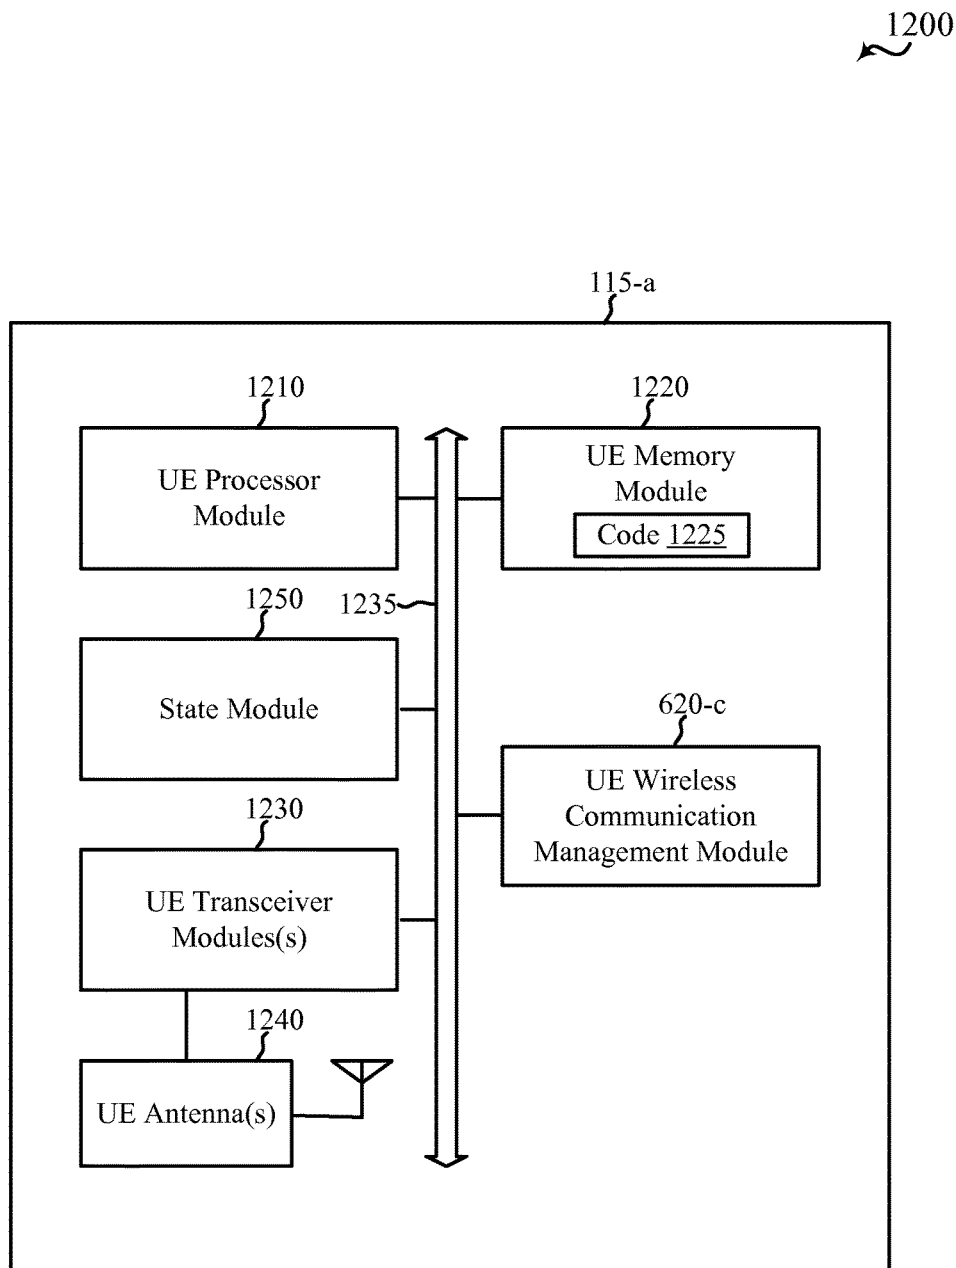 1200
115-a
1210
UE Processor
Module
1220
UE Memory
Module
Code 1225
1250
State Module
1235
620-c
UE Wireless
Communication
Management Module
1230
UE Transceiver
Modules(s)
1240
UE Antenna(s)